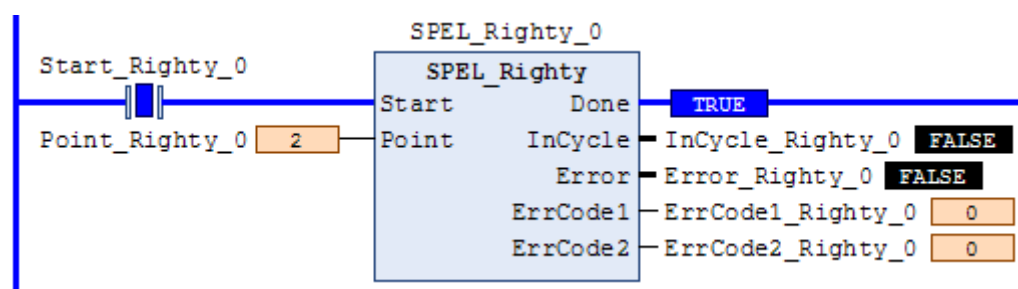 SPEL_Righty_0
Start_Righty_0 SPEL_Righty
Start Done TRUE
Point_Righty_0 2 Point InCycle InCycle_Righty_0 FALSE
Error Error_Righty_0 FALSE
ErrCode1 ErrCode1_Righty_0 0
ErrCode2 ErrCode2_Righty_0 0